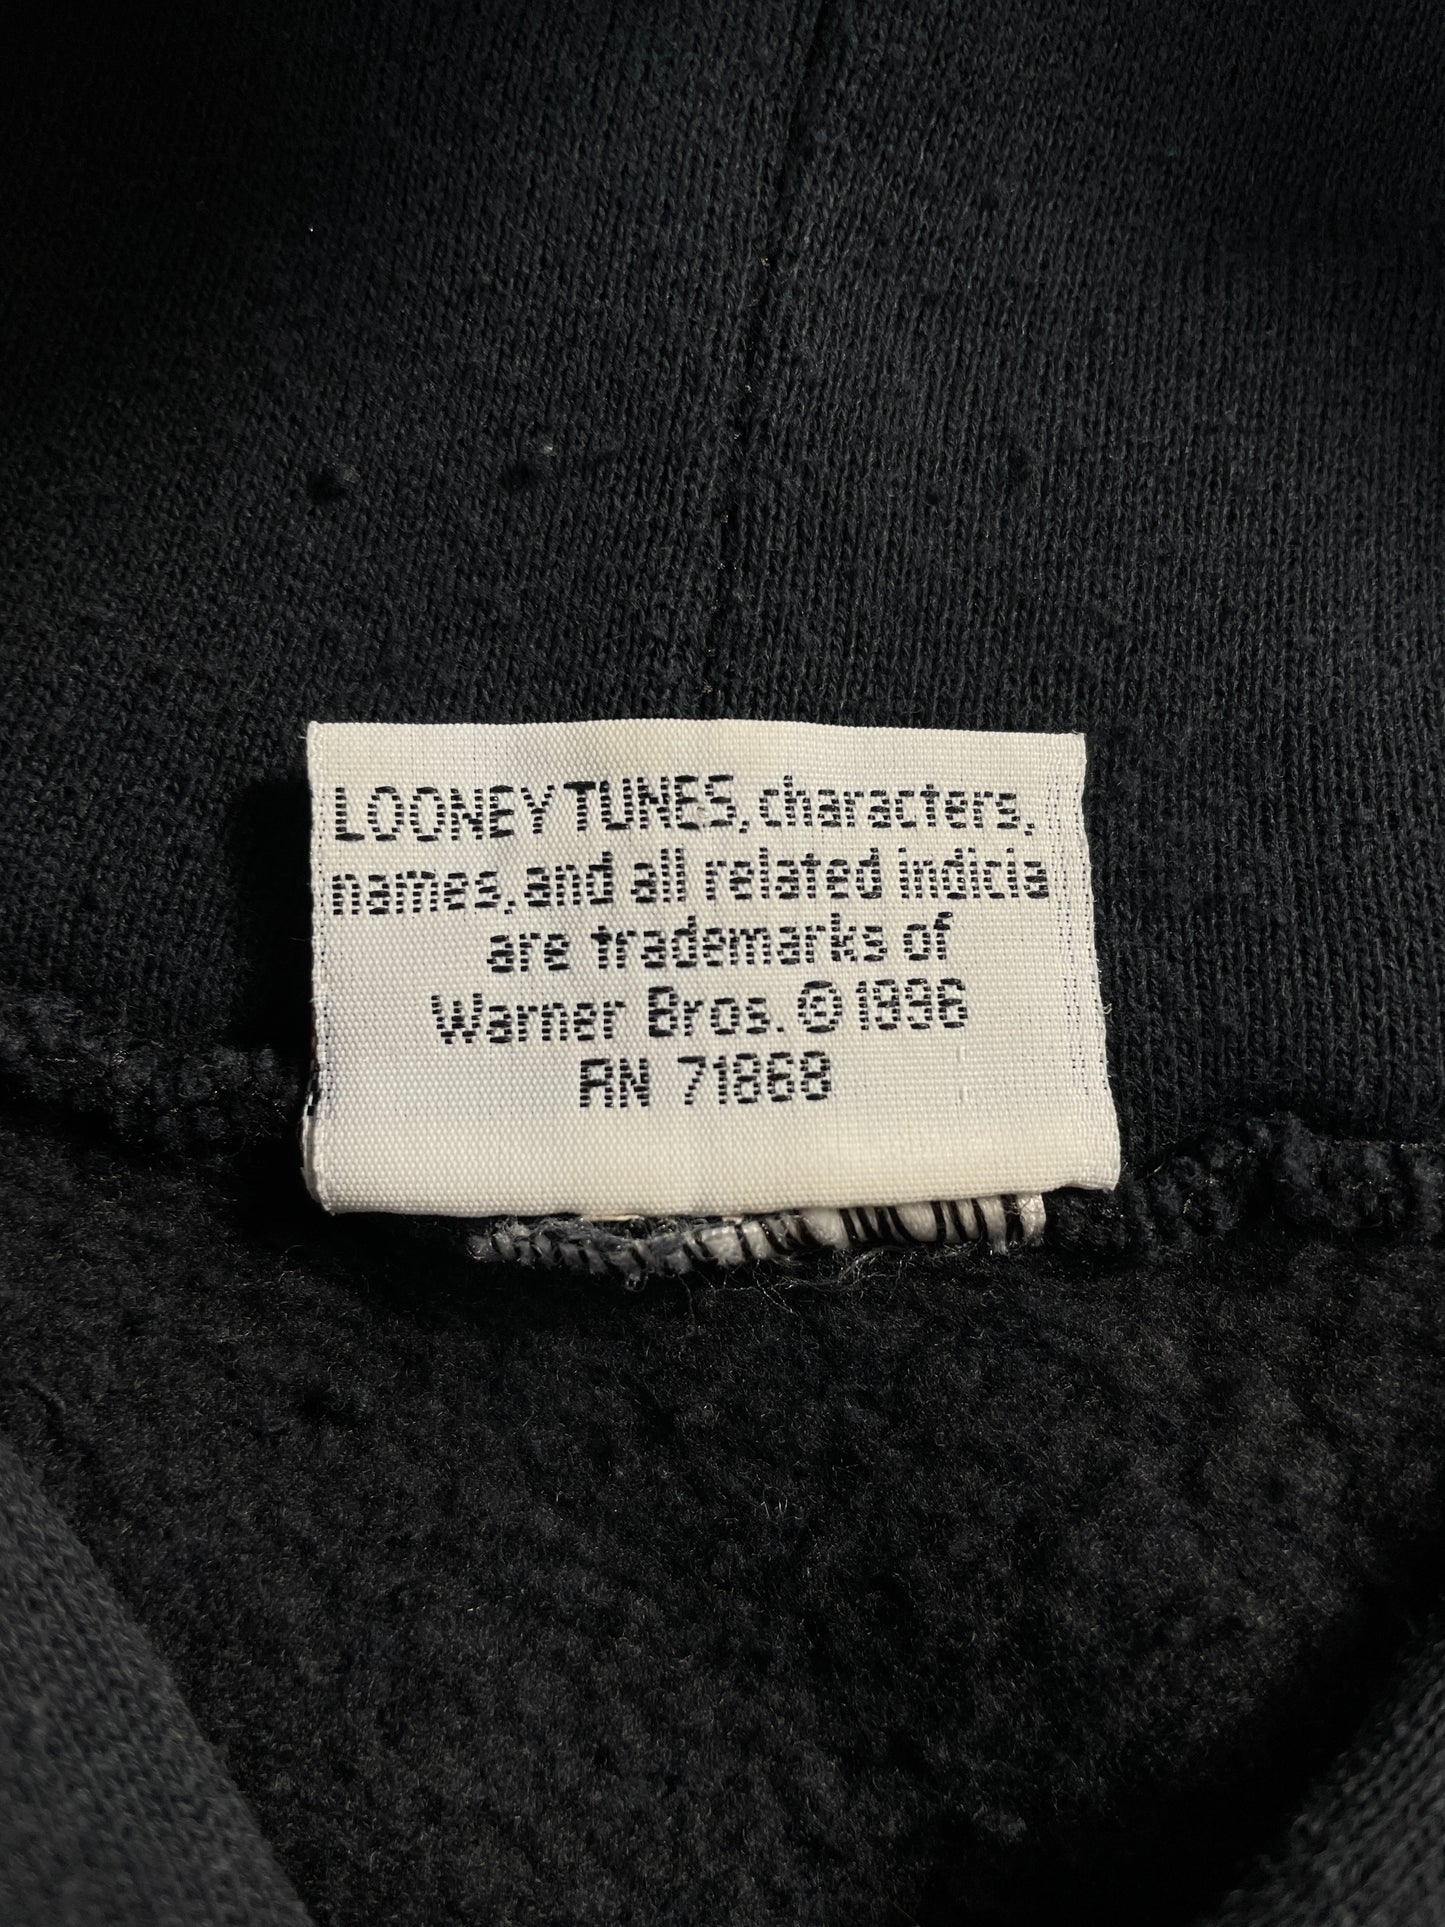 LOONEY TUNES, characters,
names, and all related indicia
are trademarks of
Warner Bros. © 1996
RN 71868